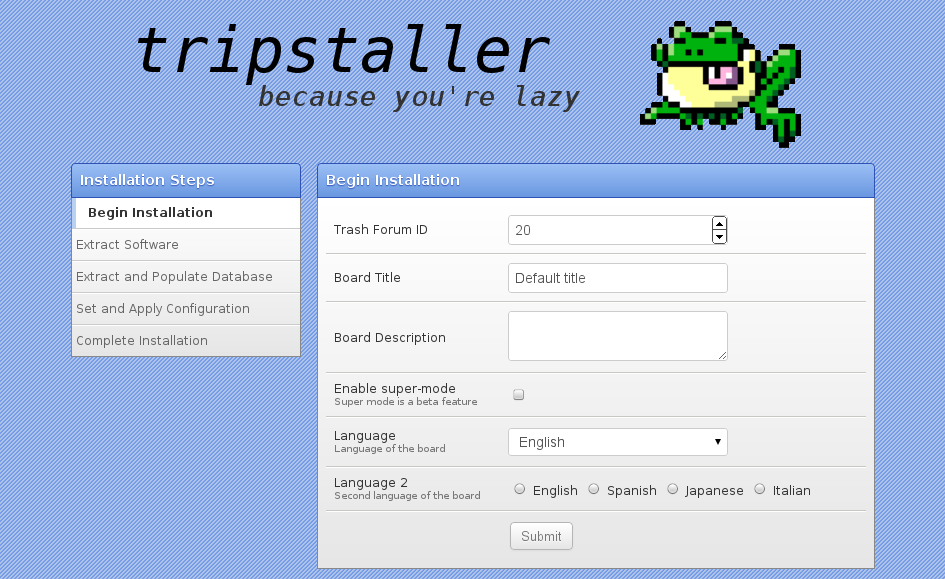 tripstaller
because you're lazy
Installation Steps
Begin Installation
Extract Software
Extract and Populate Database
Set and Apply Configuration
Complete Installation
Begin Installation
Trash Forum ID
20
Board Title
Default title
Board Description
Enable super-mode
Super mode is a beta feature
Language
Language of the board
English
Language 2
Second language of the board
English Spanish Japanese Italian
Submit